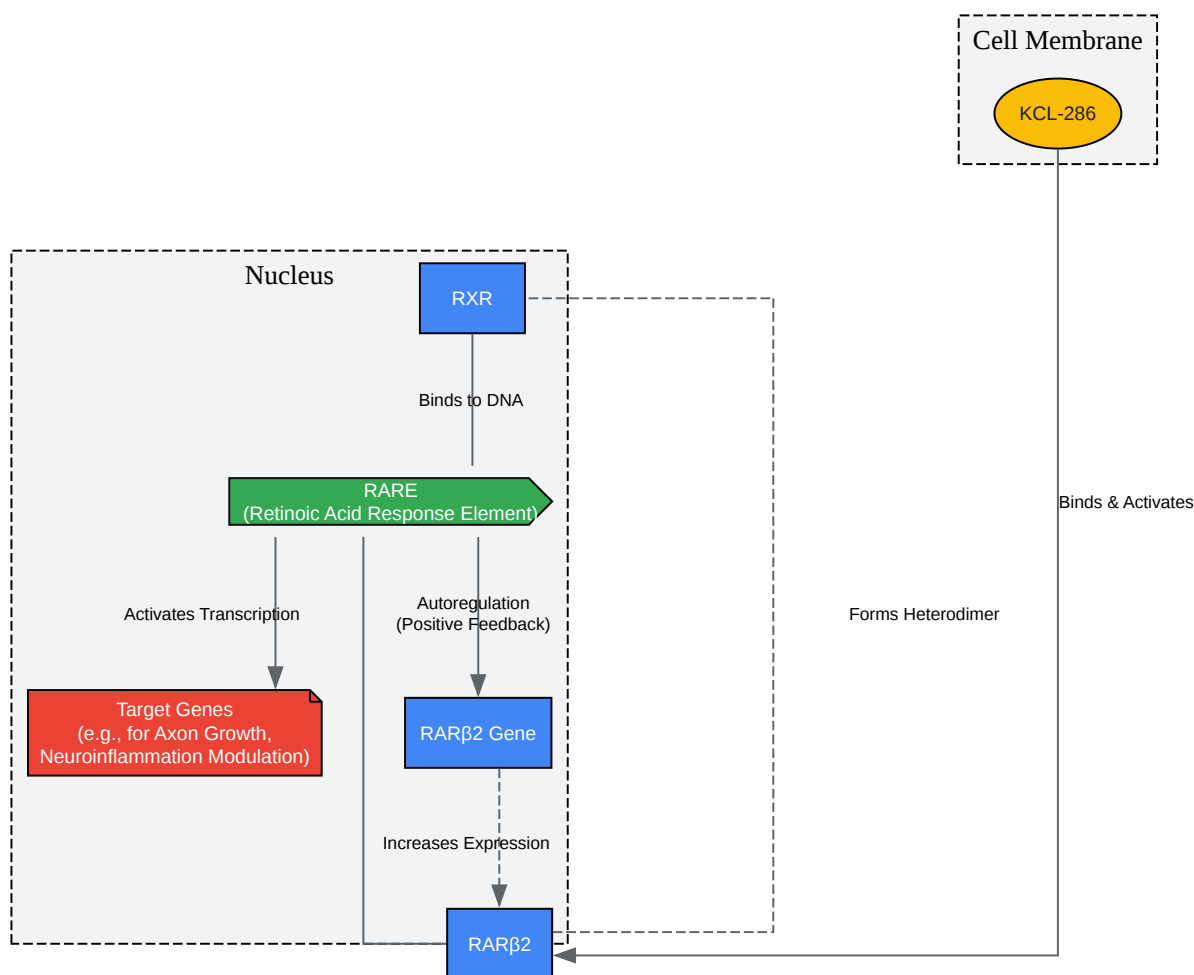 Cell Membrane
KCL-286
Nucleus
RXR
Binds to DNA
RARE
(Retinoic Acid Response Element)
Binds & Activates
Activates Transcription
Autoregulation
(Positive Feedback)
Forms Heterodimer
Target Genes
(e.g., for Axon Growth,
Neuroinflammation Modulation)
RARβ2 Gene
Increases Expression
RARβ2